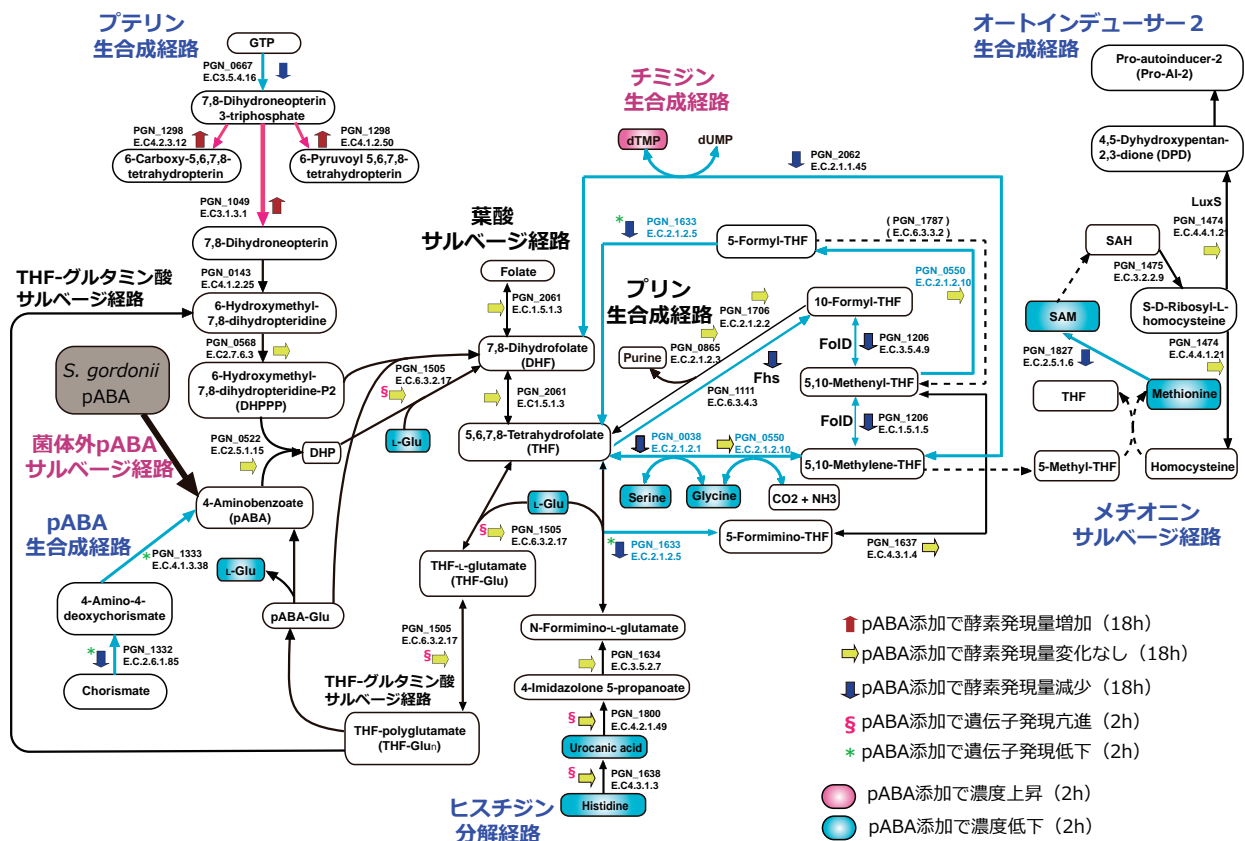 プテリン
生合成経路
GTP
PGN_0667
E.C3.5.4.16
7,8-Dihydroneopterin
3-triphosphate
PGN_1298
E.C4.2.3.12
PGN_1298
E.C4.1.2.50
6-Carboxy-5,6,7,8-
tetrahydropterin
6-Pyruvoyl 5,6,7,8-
tetrahydropterin
PGN_1049
E.C3.1.3.1
7,8-Dihydroneopterin
PGN_0143
E.C4.1.2.25
THF-グルタミン酸
サルベージ経路
6-Hydroxymethyl-
7,8-dihydropteridine
PGN_0568
E.C2.7.6.3
6-Hydroxymethyl-
7,8-dihydropteridine-P2
(DHPPP)
S. gordonii
pABA
菌体外pABA
サルベージ経路
PGN_0522
E.C2.5.1.15
DHP
4-Aminobenzoate
(pABA)
pABA
生合成経路
*
PGN_1333
E.C.4.1.3.38
L-Glu
4-Amino-4-
deoxychorismate
pABA-Glu
*
PGN_1332
E.C.2.6.1.85
Chorismate
葉酸
サルベージ経路
Folate
PGN_2061
E.C.1.5.1.3
7,8-Dihydrofolate
(DHF)
PGN_1505
E.C.6.3.2.17
§
L-Glu
PGN_2061
E.C.1.5.1.3
5,6,7,8-Tetrahydrofolate
(THF)
L-Glu
§
PGN_1505
E.C.6.3.2.17
THF-L-glutamate
(THF-Glu)
PGN_1505
E.C.6.3.2.17
§
THF-グルタミン酸
サルベージ経路
THF-polyglutamate
(THF-Glun)
チミジン
生合成経路
dTMP
dUMP
PGN_2062
E.C.2.1.1.45
*
PGN_1633
E.C.2.1.2.5
5-Formyl-THF
( PGN_1787)
( E.C.6.3.3.2 )
プリン
生合成経路
PGN_1706
E.C.2.1.2.2
10-Formyl-THF
PGN_0550
E.C.2.1.2.10
Purine
PGN_0865
E.C.2.1.2.3
Fhs
FolD
PGN_1206
E.C.3.5.4.9
PGN_1111
E.C.6.3.4.3
5,10-Methenyl-THF
FolD
PGN_1206
E.C.1.5.1.5
PGN_0038
E.C.2.1.2.1
PGN_0550
E.C.2.1.2.10
5,10-Methylene-THF
Serine
Glycine
CO2 + NH3
*
PGN_1633
E.C.2.1.2.5
5-Formimino-THF
PGN_1637
E.C.4.3.1.4
N-Formimino-L-glutamate
PGN_1634
E.C.3.5.2.7
4-Imidazolone 5-propanoate
§
PGN_1800
E.C.4.2.1.49
Urocanic acid
§
PGN_1638
E.C4.3.1.3
Histidine
ヒスチジン
分解経路
オートインデューサー２
生合成経路
Pro-autoinducer-2
(Pro-AI-2)
4,5-Dyhydroxypentan-
2,3-dione (DPD)
LuxS
PGN_1474
E.C.4.4.1.21
SAH
PGN_1475
E.C.3.2.2.9
SAM
S-D-Ribosyl-L-
homocysteine
PGN_1827
E.C.2.5.1.6
PGN_1474
E.C.4.4.1.21
THF
Methionine
5-Methyl-THF
Homocysteine
メチオニン
サルベージ経路
pABA添加で酵素発現量増加（18h）
pABA添加で酵素発現量変化なし（18h）
pABA添加で酵素発現量減少（18h）
§ pABA添加で遺伝子発現亢進（2h）
* pABA添加で遺伝子発現低下（2h）
pABA添加で濃度上昇（2h）
pABA添加で濃度低下（2h）